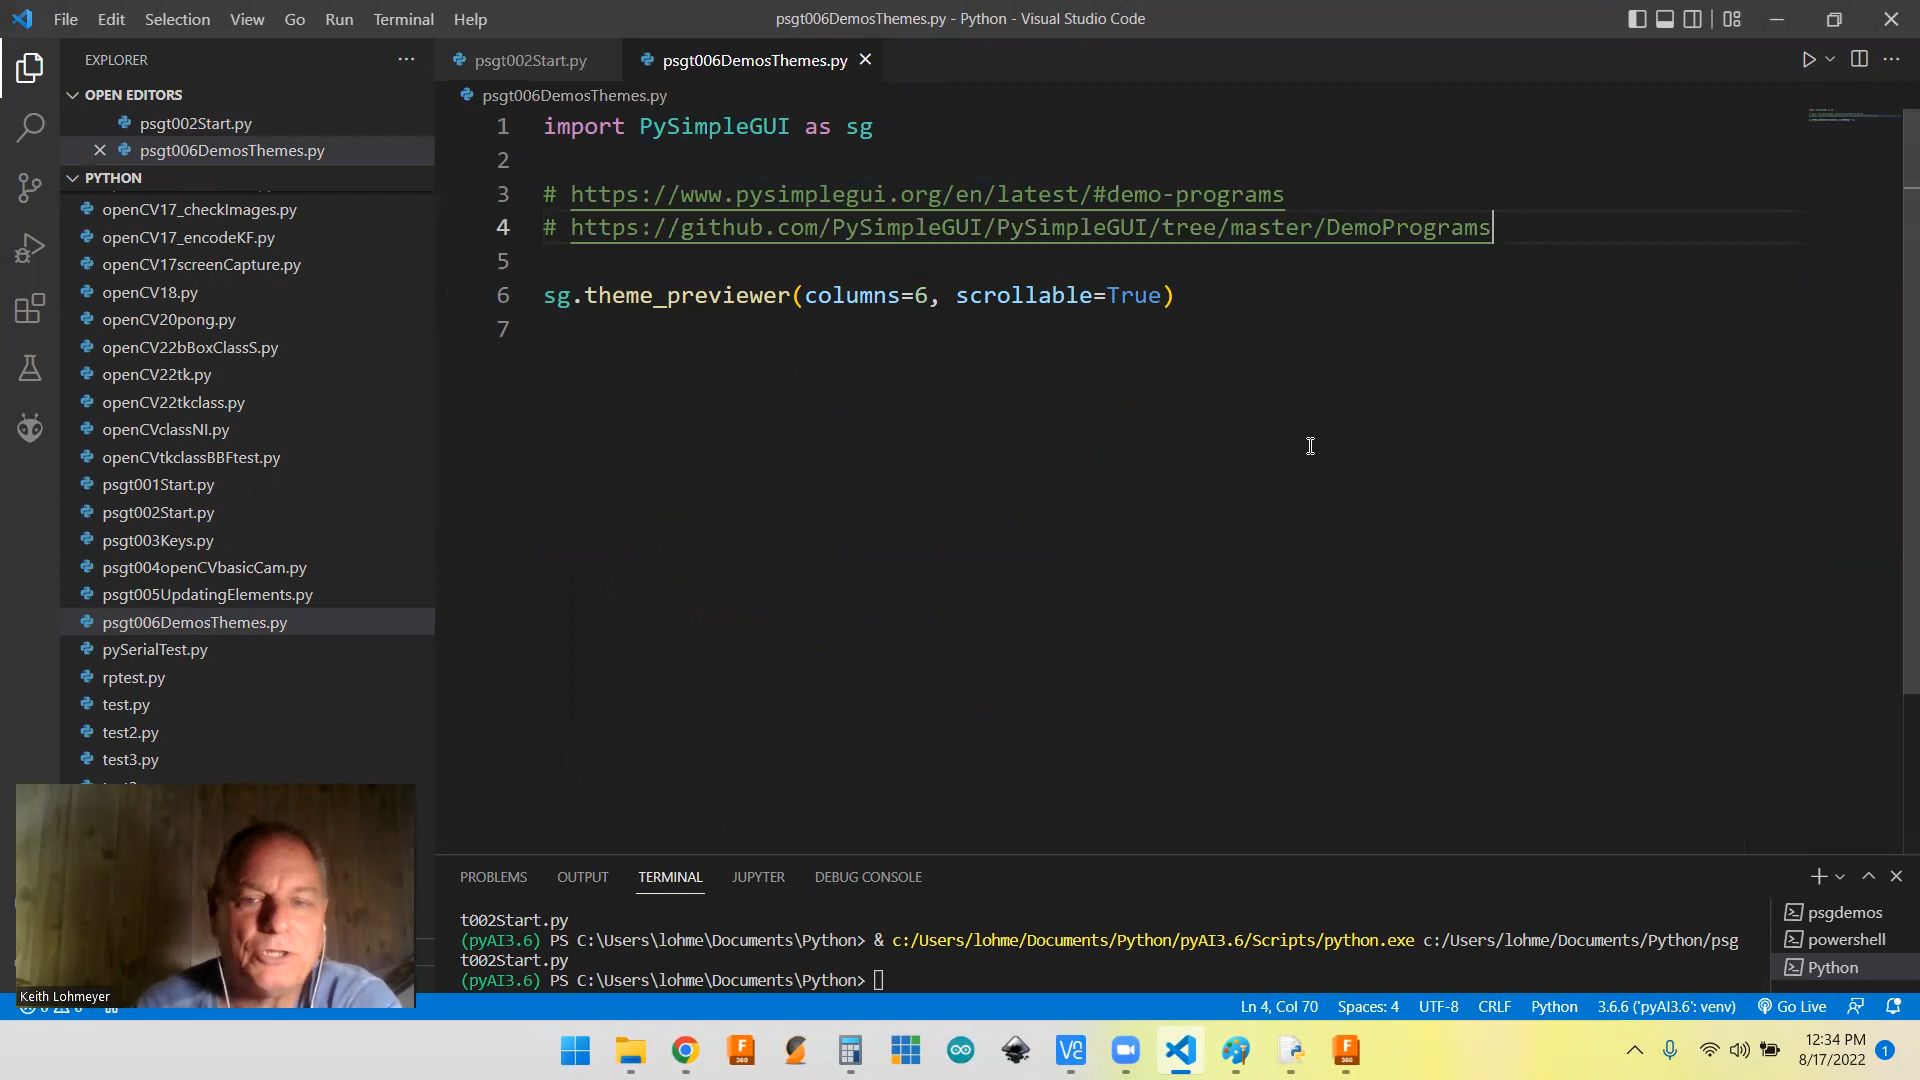 File Edit Selection View Go Run Terminal Help
psgt006DemosThemes.py - Python - Visual Studio Code
EXPLORER
OPEN EDITORS
psgt002Start.py
psgt006DemosThemes.py
PYTHON
openCV17_checkImages.py
openCV17_encodeKF.py
openCV17screenCapture.py
openCV18.py
openCV20pong.py
openCV22bBoxClassS.py
openCV22tk.py
openCV22tkclass.py
openCVclassNI.py
openCVtkclassBBFtest.py
psgt001Start.py
psgt002Start.py
psgt003Keys.py
psgt004openCVbasicCam.py
psgt005UpdatingElements.py
psgt006DemosThemes.py
pySerialTest.py
rptest.py
test.py
test2.py
test3.py
Keith Lohmeyer
psgt002Start.py
psgt006DemosThemes.py
psgt006DemosThemes.py
1 import PySimpleGUI as sg
2
3 # https://www.pysimplegui.org/en/latest/#demo-programs
4 # https://github.com/PySimpleGUI/PySimpleGUI/tree/master/DemoPrograms
5
6 sg.theme_previewer(columns=6, scrollable=True)
7
PROBLEMS OUTPUT TERMINAL JUPYTER DEBUG CONSOLE
t002Start.py
(pyAI3.6) PS C:\Users\lohme\Documents\Python> & c:/Users/lohme/Documents/Python/pyAI3.6/Scripts/python.exe c:/Users/lohme/Documents/Python/psg
t002Start.py
(pyAI3.6) PS C:\Users\lohme\Documents\Python>
psgdemos
powershell
Python
Ln 4, Col 70 Spaces: 4 UTF-8 CRLF Python 3.6.6 ('pyAI3.6': venv) Go Live
F
360
V2
F
360
12:34 PM
8/17/2022
1